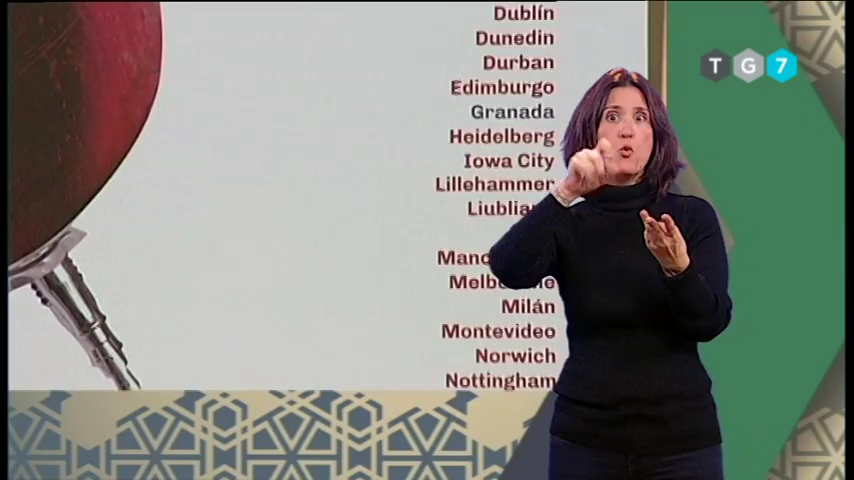 Dublín
TG7
Dunedin
Durban
Edimburgo
Granada
Heidelberg
Iowa City
Lillehammer
Milán
Montevideo
Norwich
Nottingham